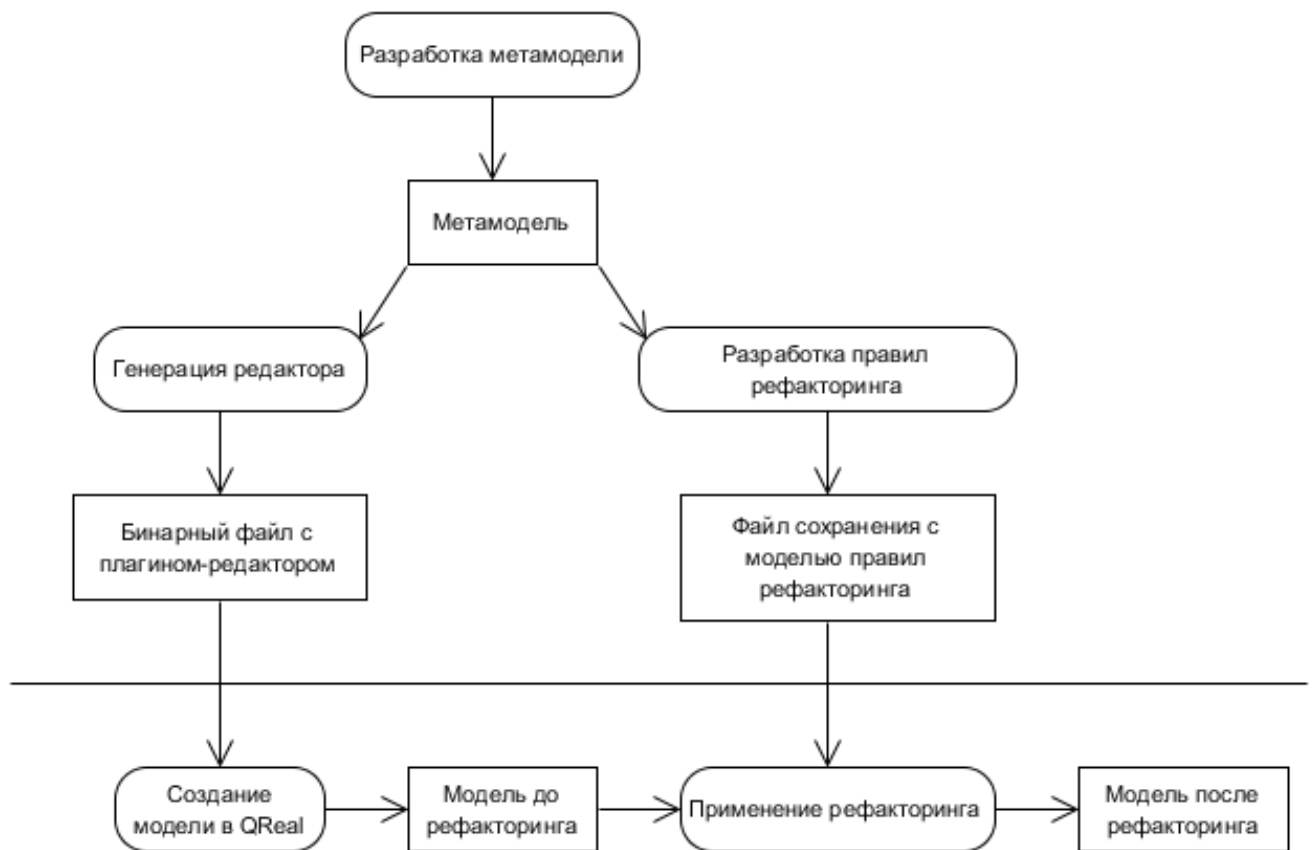 Разработка метамодели
Метамодель
Генерация редактора
Разработка правил
рефакторинга
Бинарный файл с
плагином-редактором
Файл сохранения с
моделью правил
рефакторинга
Создание
модели в QReal
Модель до
рефакторинга
Применение рефакторинга
Модель после
рефакторинга